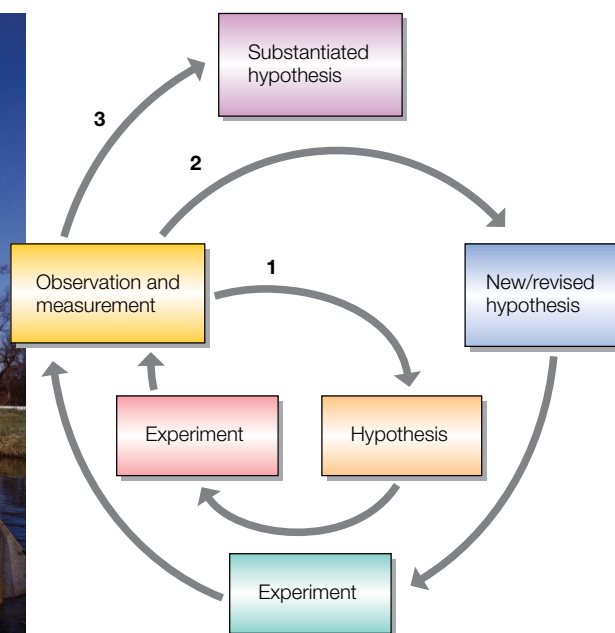 Substantiated
hypothesis
3
2
Observation and
measurement
1
New/revised
hypothesis
Experiment
Hypothesis
Experiment